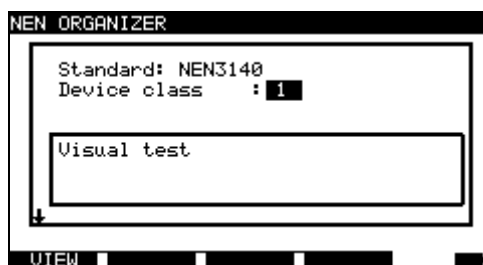 NEN ORGANIZER
Standard: NEN3140
Device class : 1
Visual test
VIEW